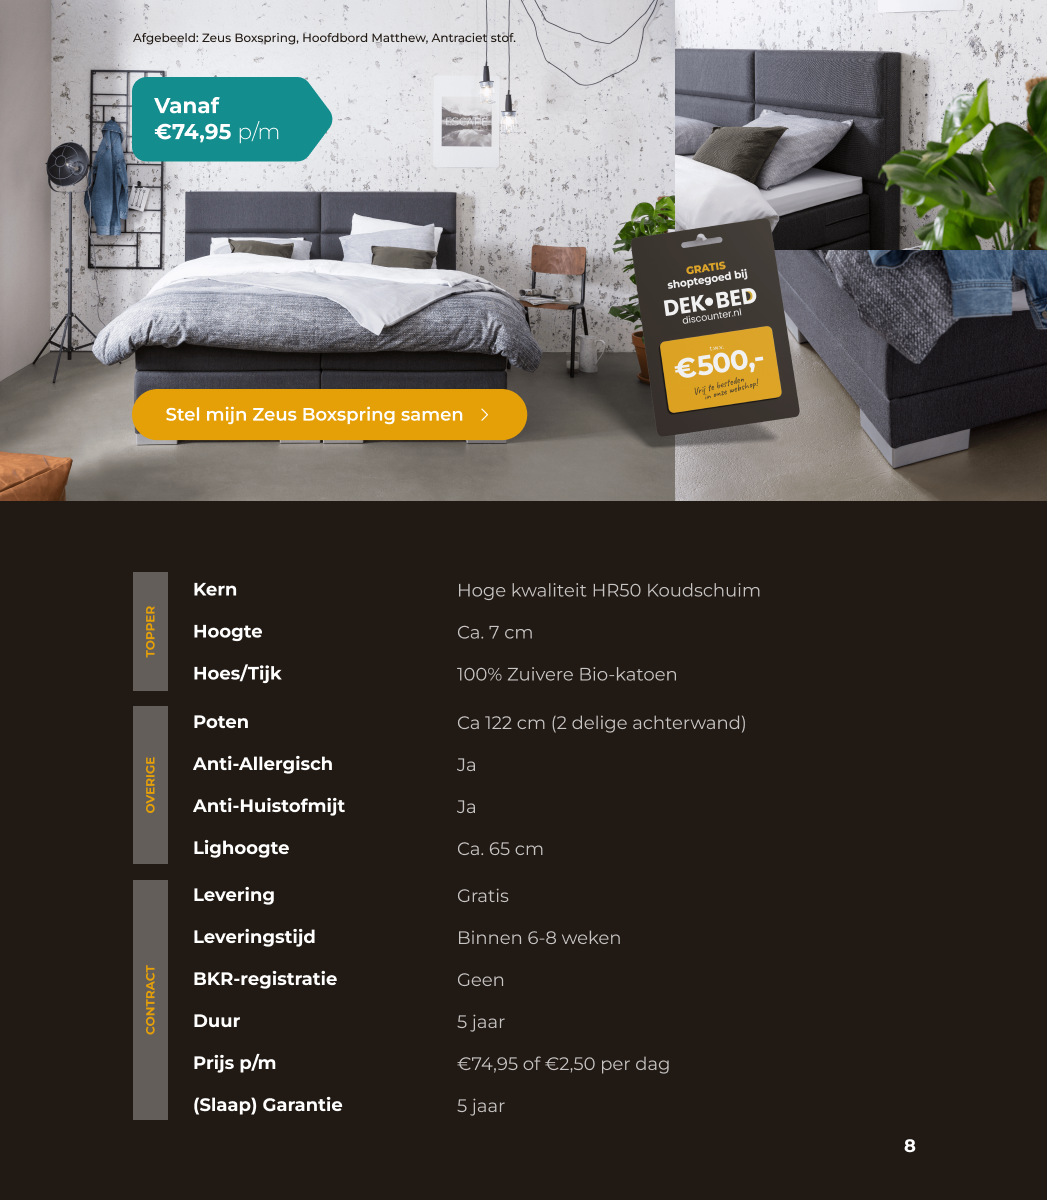 Afgebeeld: Zeus Boxspring, Hoofdbord Matthew, Antraciet stof.
Vanaf
€74,95 p/m
GRATIS
shoptegoed bij
DEK•BED
discounter.nl
€500,-
Vrij te besteden
in onze webshop!
Stel mijn Zeus Boxspring samen
TOPPER
Kern Hoge kwaliteit HR50 Koudschuim
Hoogte Ca. 7 cm
Hoes/Tijk 100% Zuivere Bio-katoen
OVERIGE
Poten Ca 122 cm (2 delige achterwand)
Anti-Allergisch Ja
Anti-Huistofmijt Ja
Lighoogte Ca. 65 cm
CONTRACT
Levering Gratis
Leveringstijd Binnen 6-8 weken
BKR-registratie Geen
Duur 5 jaar
Prijs p/m €74,95 of €2,50 per dag
(Slaap) Garantie 5 jaar
8